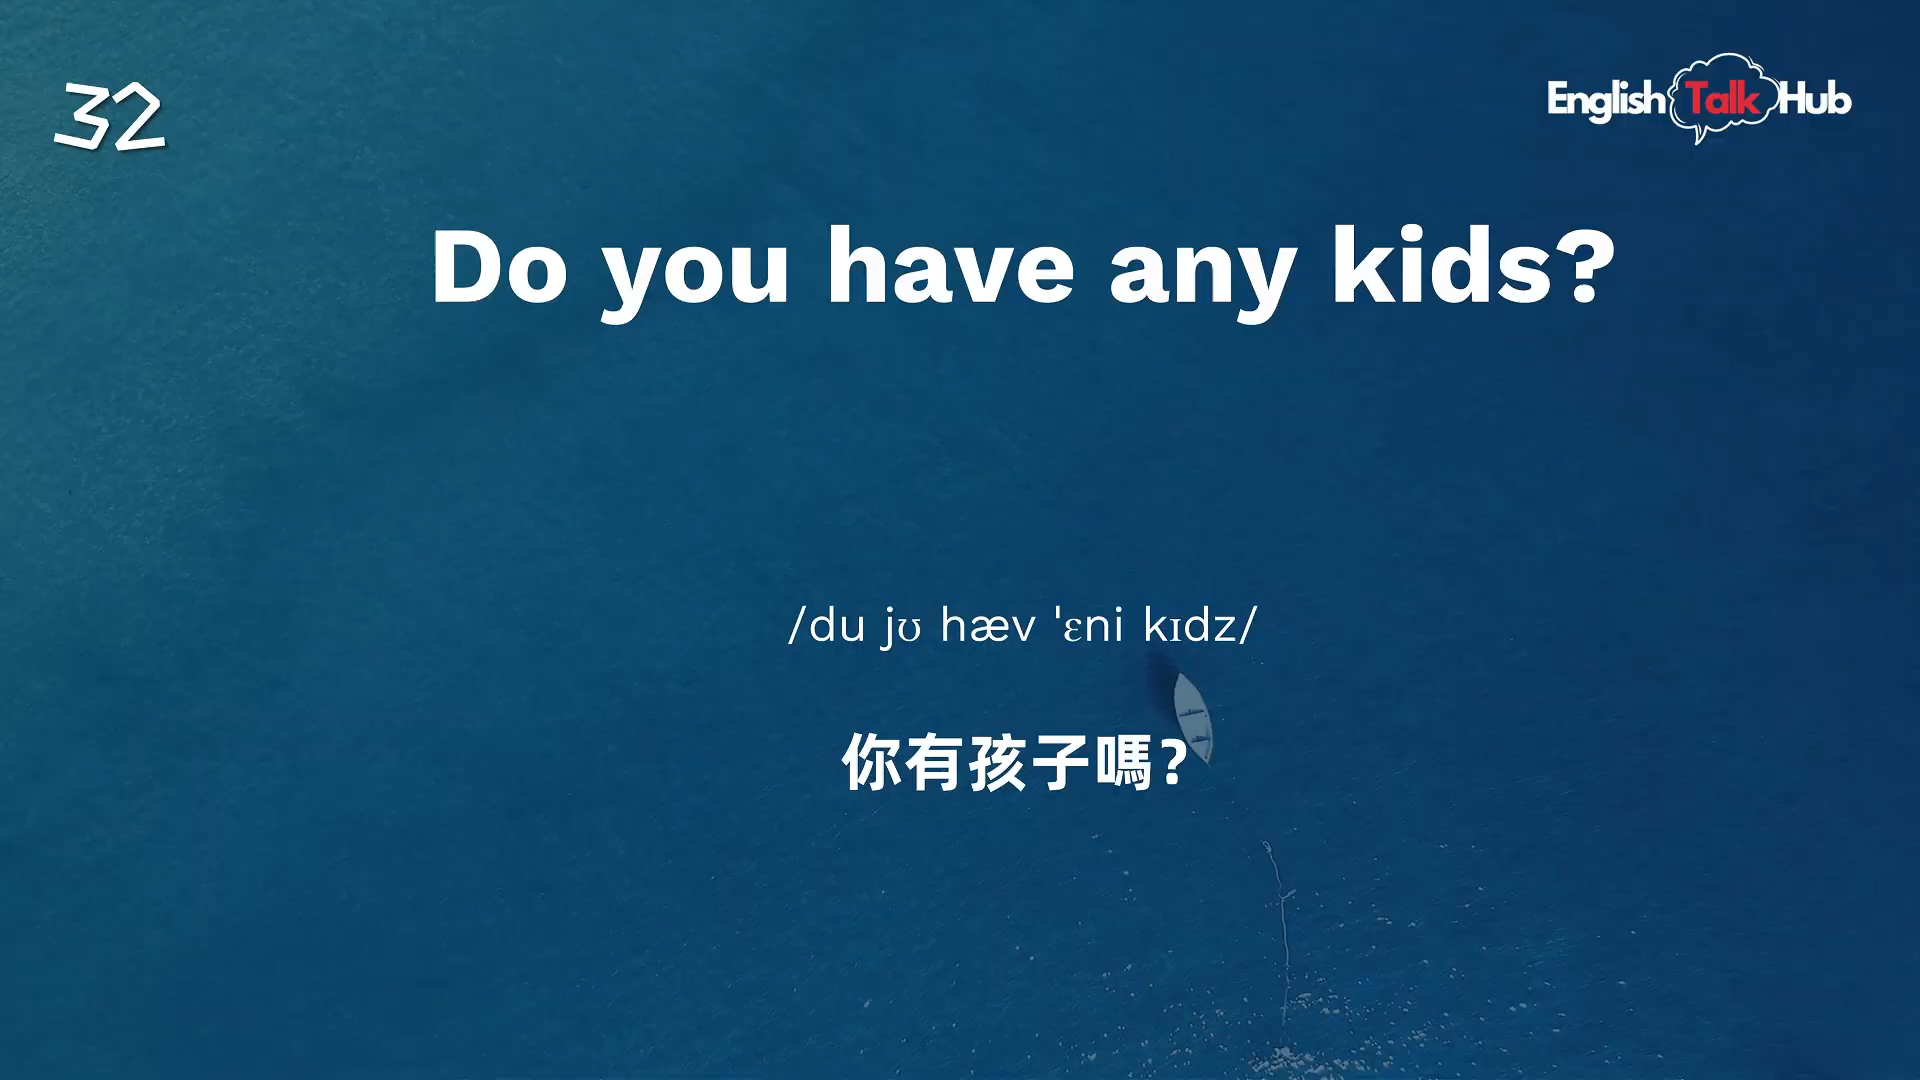 32
English Talk Hub
Do you have any kids?
/du jʊ hæv 'ɛni kɪdz/
你有孩子嗎?